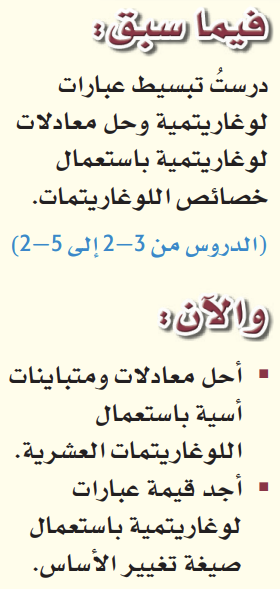 فيما سبق:
درستُ تبسيط عبارات
لوغاريتمية وحل معادلات
لوغاريتمية باستعمال
خصائص اللوغاريتمات.
(الدروس من 3–2 إلى 5–2)
والآن:
▪ أحل معادلات ومتباينات
أسية باستعمال
اللوغاريتمات العشرية.
▪ أجد قيمة عبارات
لوغاريتمية باستعمال
صيغة تغيير الأساس.